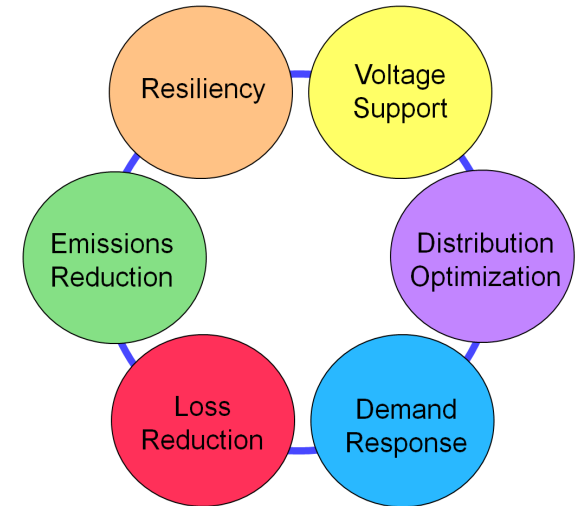 Resiliency
Voltage
Support
Distribution
Optimization
Demand
Response
Loss
Reduction
Emissions
Reduction